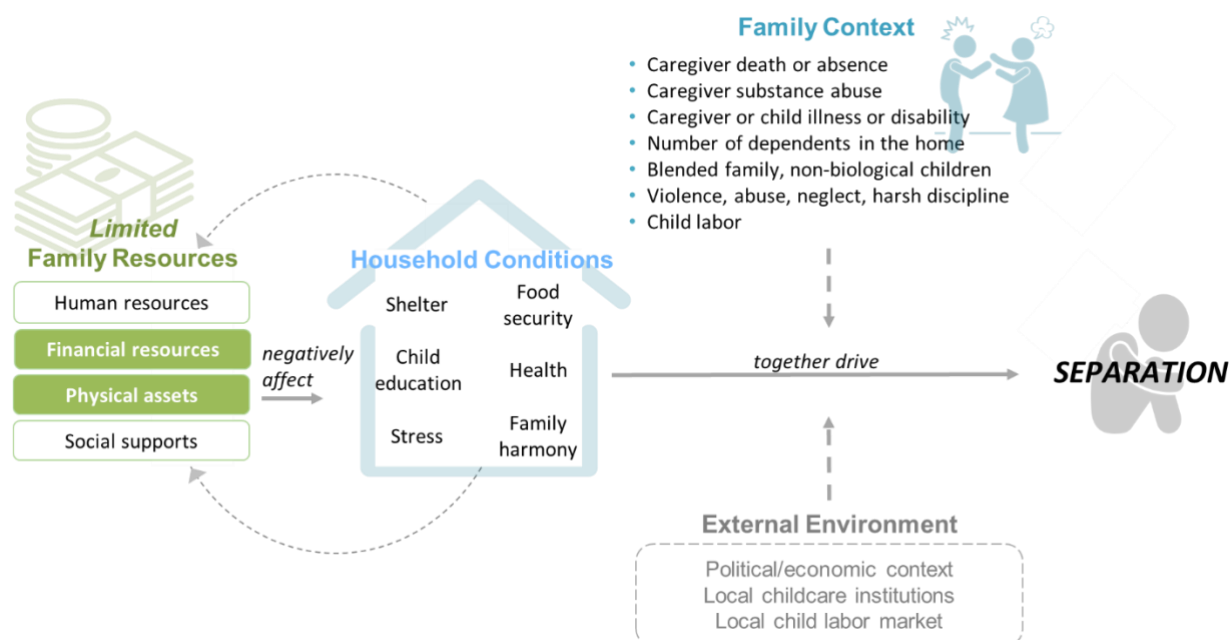 Family Context
• Caregiver death or absence
• Caregiver substance abuse
• Caregiver or child illness or disability
• Number of dependents in the home
• Blended family, non-biological children
• Violence, abuse, neglect, harsh discipline
• Child labor
Limited
Family Resources
Human resources
Financial resources
Physical assets
Social supports
negatively
affect
Household Conditions
Shelter
Food
security
Child
education
Health
Stress
Family
harmony
together drive
SEPARATION
External Environment
Political/economic context
Local childcare institutions
Local child labor market